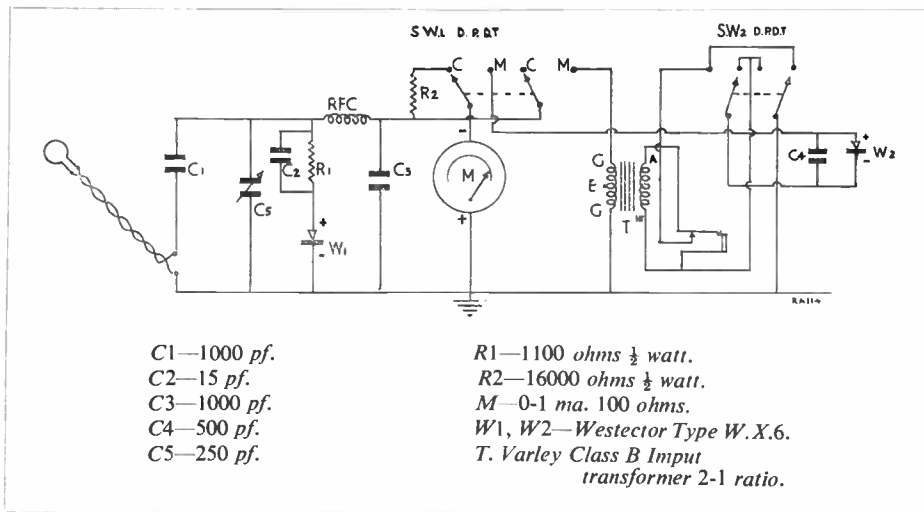 SW1 D.P.D.T
SW2 D.P.D.T
C M C M
R2
RFC
C1
C2
R1
C3
M
C5
W1
G
E
G
T
A
C4
W2
+
-
+
-
+
-
RA114
C1—1000 pf.
C2—15 pf.
C3—1000 pf.
C4—500 pf.
C5—250 pf.
R1—1100 ohms ½ watt.
R2—16000 ohms ½ watt.
M—0-1 ma. 100 ohms.
W1, W2—Westector Type W.X.6.
T. Varley Class B Imput
transformer 2-1 ratio.